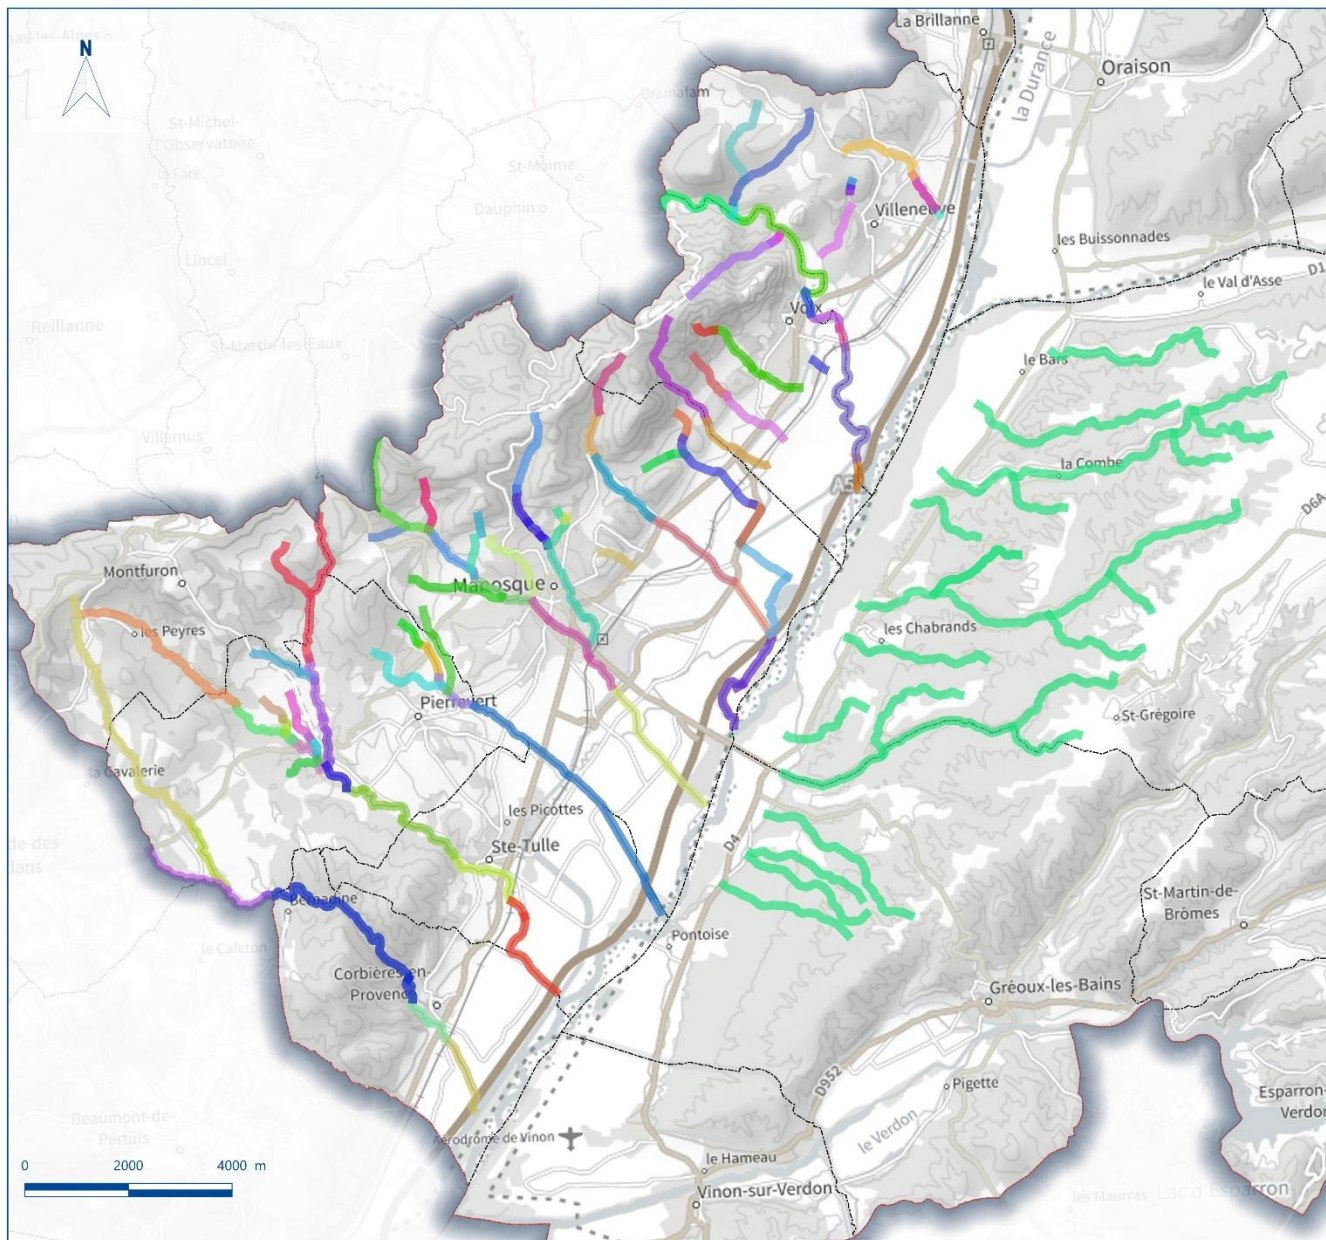 La Brillanne
N
la Durance
Oraison
Bramafam
St-Michel-
l'Observatoire
la Fare
St-Maime
Dauphin
Villeneuve
les Buissonnades
Lincel
D1
le Val d'Asse
Reillanne
St-Martin-les-Eaux
Volx
le Bars
Villemus
la Combe
A5
D6A
Montfuron
Manosque
les Peyres
les Chabrands
Pierrevert
St-Grégoire
la Cavalerie
les Picottes
Ste-Tulle
D4
St-Martin-de-
Brômes
Bernadine
le Cafeton
Pontoise
Corbières-en-
Provence
Gréoux-les-Bains
D952
Pigette
Esparron-
Verdon
Beaumont-de-
Pertuis
le Verdon
Aérodrome de Vinon
le Hameau
0 2000 4000 m
Vinon-sur-Verdon
les Maurras
Lac d'Esparron